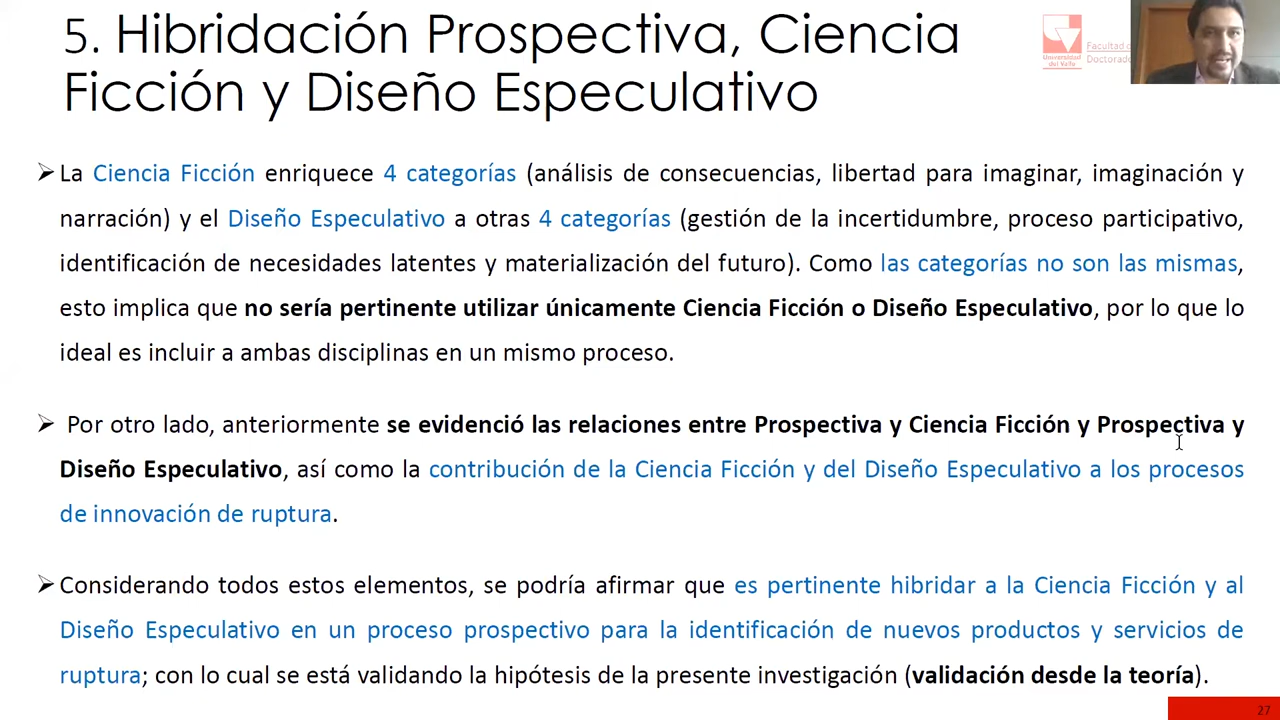 5. Hibridación Prospectiva, Ciencia
Ficción y Diseño Especulativo
Universidad
del Valle
Facultad d
Doctorado
La Ciencia Ficción enriquece 4 categorías (análisis de consecuencias, libertad para imaginar, imaginación y
narración) y el Diseño Especulativo a otras 4 categorías (gestión de la incertidumbre, proceso participativo,
identificación de necesidades latentes y materialización del futuro). Como las categorías no son las mismas,
esto implica que no sería pertinente utilizar únicamente Ciencia Ficción o Diseño Especulativo, por lo que lo
ideal es incluir a ambas disciplinas en un mismo proceso.
Por otro lado, anteriormente se evidenció las relaciones entre Prospectiva y Ciencia Ficción y Prospectiva y
Diseño Especulativo, así como la contribución de la Ciencia Ficción y del Diseño Especulativo a los procesos
de innovación de ruptura.
Considerando todos estos elementos, se podría afirmar que es pertinente hibridar a la Ciencia Ficción y al
Diseño Especulativo en un proceso prospectivo para la identificación de nuevos productos y servicios de
ruptura; con lo cual se está validando la hipótesis de la presente investigación (validación desde la teoría).
27